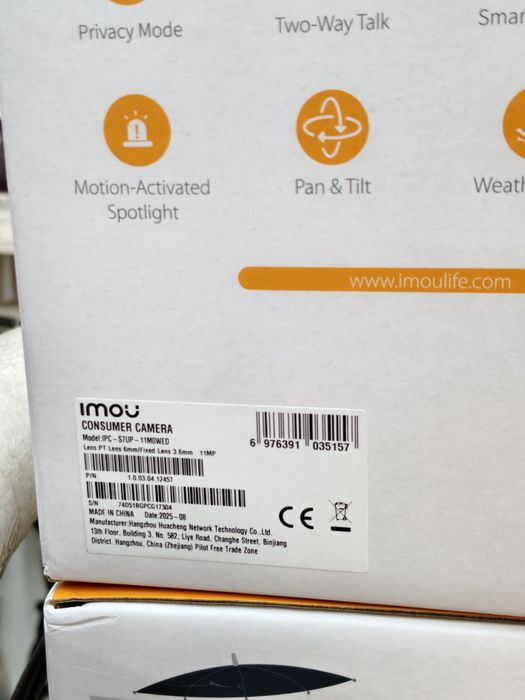 Privacy Mode
Two-Way Talk
Smar
Motion-Activated
Spotlight
Pan & Tilt
Weath
www.imoulife.com
imou
CONSUMER CAMERA
Model:IPC-S7UP-11M0WED
Lens:PT Lens 6mm/Fixed Lens 3.6mm 11MP
P/N 1.0.03.04.12457
S/N: 74D51BGPCG17304
MADE IN CHINA Date:2025-08
Manufacturer:Hangzhou Huacheng Network Technology Co.,Ltd.
13th Floor, Building 3, No. 582, Liye Road, Changhe Street, Binjiang
District, Hangzhou, China (Zhejiang) Pilot Free Trade Zone
6 976391 035157
CE